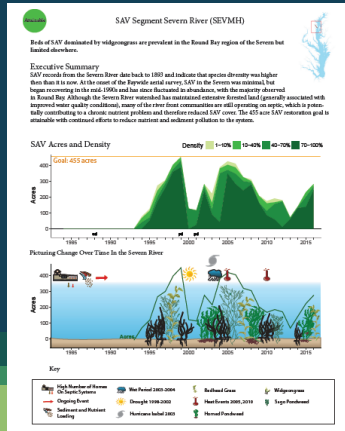 Attainable
SAV Segment Severn River (SEVMH)
Beds of SAV dominated by widgeongrass are prevalent in the Round Bay region of the Severn but
limited elsewhere.
Executive Summary
SAV records from the Severn River date back to 1893 and indicate that species diversity was higher
then than it is now. At the onset of the Baywide aerial survey, SAV in the Severn was minimal, but
began recovering in the mid-1990s and has since fluctuated in abundance, with the majority observed
in Round Bay. Although the Severn River watershed has maintained extensive forested land (generally associated with
improved water quality conditions), many of the river front communities are still operating on septic, which is poten-
tially contributing to a chronic nutrient problem and therefore reduced SAV cover. The 455 acre SAV restoration goal is
attainable with continued efforts to reduce nutrient and sediment pollution to the system.
SAV Acres and Density
Density 1-10% 10-40% 40-70% 70-100%
Goal: 455 acres
Acres
400
300
200
100
0
1985 1990 1995 2000 2005 2010 2015
Picturing Change Over Time In the Severn River
Acres
400
300
200
100
0
Acres
1985 1990 1995 2000 2005 2010 2015
Key
High Number of Homes On Septic Systems
Ongoing Event
Sediment and Nutrient Loading
Wet Period 2003-2004
Drought 1999-2002
Hurricane Isabel 2003
Redhead Grass
Heat Events 2005, 2010
Horned Pondweed
Widgeongrass
Sago Pondweed